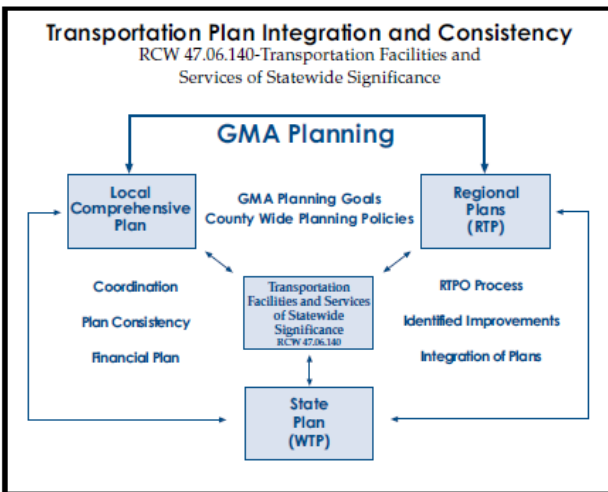 Transportation Plan Integration and Consistency
RCW 47.06.140-Transportation Facilities and
Services of Statewide Significance
GMA Planning
Local
Comprehensive
Plan
GMA Planning Goals
County Wide Planning Policies
Regional
Plans
(RTP)
Coordination
Plan Consistency
Financial Plan
Transportation
Facilities and Services
of Statewide
Significance
RCW 47.06.140
RTPO Process
Identified Improvements
Integration of Plans
State
Plan
(WTP)